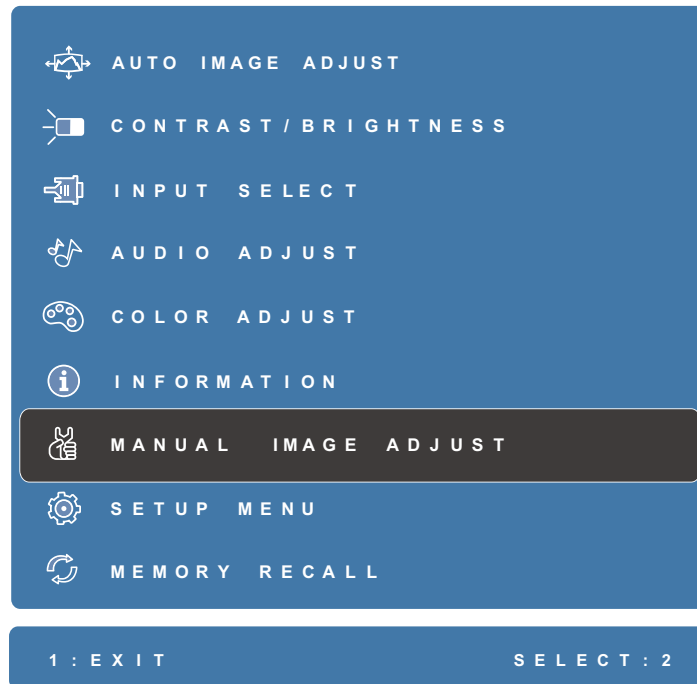 AUTO IMAGE ADJUST
CONTRAST/BRIGHTNESS
INPUT SELECT
AUDIO ADJUST
COLOR ADJUST
INFORMATION
MANUAL IMAGE ADJUST
SETUP MENU
MEMORY RECALL
1:EXIT SELECT:2